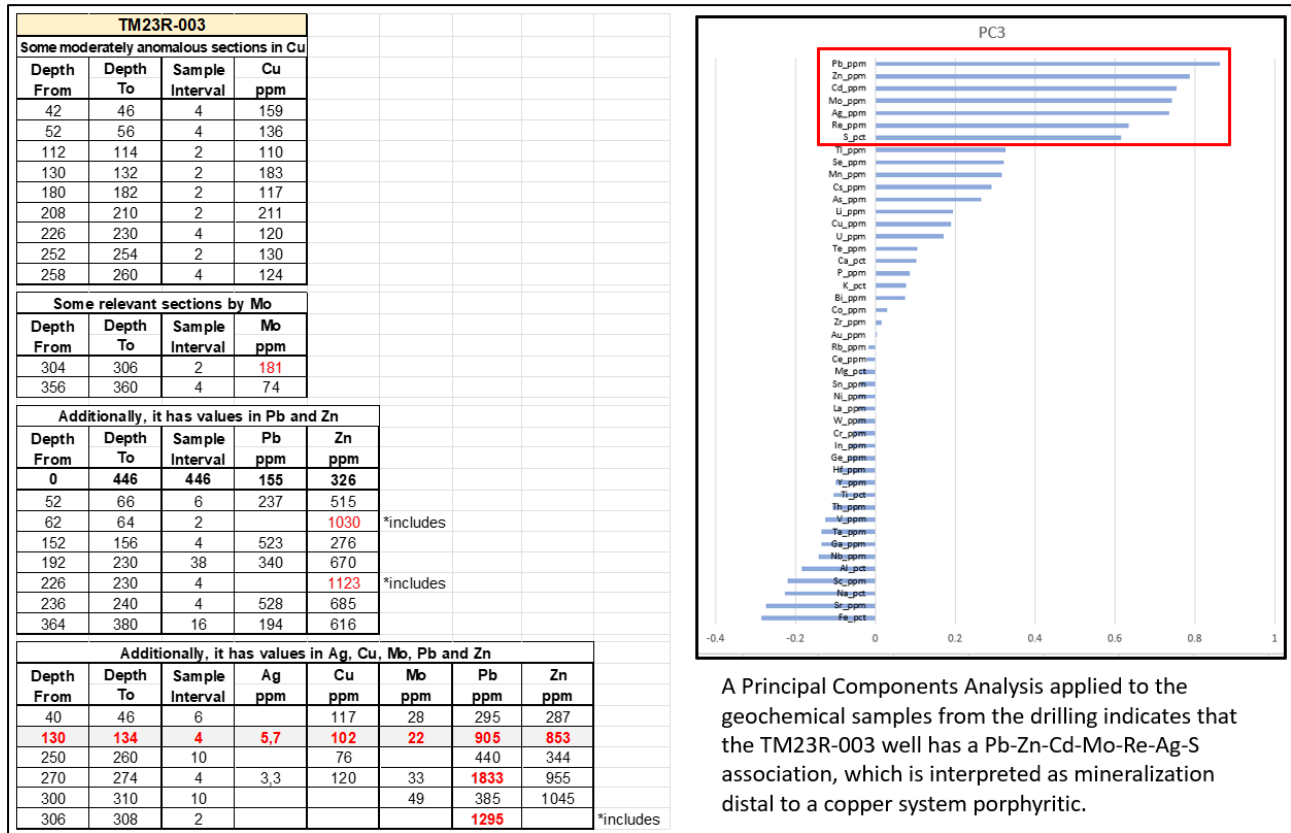 TM23R-003
Some moderately anomalous sections in Cu
Depth From Depth To Sample Interval Cu ppm
42 46 4 159
52 56 4 136
112 114 2 110
130 132 2 183
180 182 2 117
208 210 2 211
226 230 4 120
252 254 2 130
258 260 4 124
Some relevant sections by Mo
Depth From Depth To Sample Interval Mo ppm
304 306 2 181
356 360 4 74
Additionally, it has values in Pb and Zn
Depth From Depth To Sample Interval Pb ppm Zn ppm
0 446 446 155 326
52 66 6 237 515
62 64 2 1030 *includes
152 156 4 523 276
192 230 38 340 670
226 230 4 1123 *includes
236 240 4 528 685
364 380 16 194 616
Additionally, it has values in Ag, Cu, Mo, Pb and Zn
Depth From Depth To Sample Interval Ag ppm Cu ppm Mo ppm Pb ppm Zn ppm
40 46 6 117 28 295 287
130 134 4 5,7 102 22 905 853
250 260 10 76 440 344
270 274 4 3,3 120 33 1833 955
300 310 10 49 385 1045
306 308 2 1295 *includes
PC3
Pb_ppm
Zn_ppm
Cd_ppm
Mo_ppm
Ag_ppm
Re_ppm
S_pct
Tl_ppm
Se_ppm
Mn_ppm
Cs_ppm
As_ppm
Li_ppm
Cu_ppm
U_ppm
Te_ppm
Ca_pct
P_ppm
K_pct
Bi_ppm
Co_ppm
Zr_ppm
Au_ppm
Rb_ppm
Ce_ppm
Mg_pct
Sn_ppm
Ni_ppm
La_ppm
W_ppm
Cr_ppm
In_ppm
Ge_ppm
Hf_ppm
Y_ppm
Ti_pct
Th_ppm
V_ppm
Ta_ppm
Ga_ppm
Nb_ppm
Al_pct
Sc_ppm
Na_pct
Sr_ppm
Fe_pct
-0.4 -0.2 0 0.2 0.4 0.6 0.8 1
A Principal Components Analysis applied to the
geochemical samples from the drilling indicates that
the TM23R-003 well has a Pb-Zn-Cd-Mo-Re-Ag-S
association, which is interpreted as mineralization
distal to a copper system porphyritic.